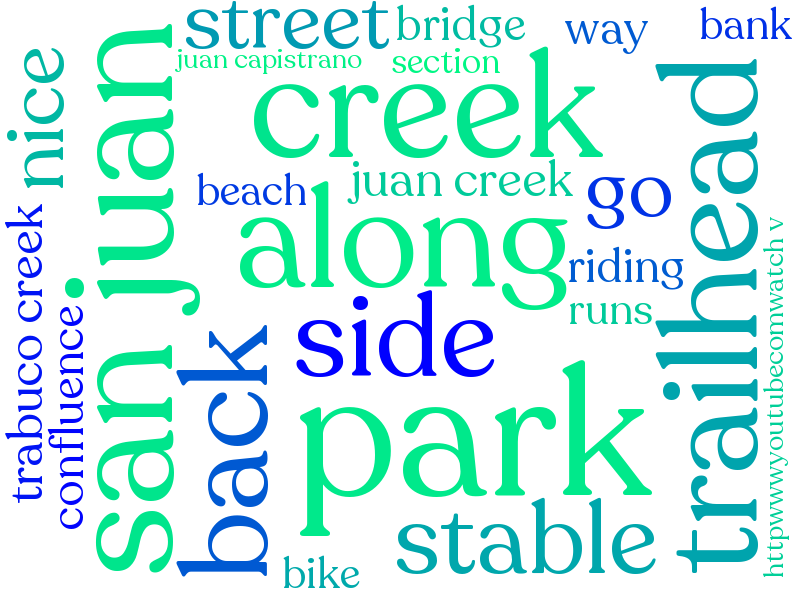 street
bridge
way
bank
juan capistrano
section
nice
creek
san juan
trailhead
beach
juan creek
go
along
riding
trabuco creek
confluence
runs
side
back
park
httpwwwyoutubecomwatch v
stable
bike